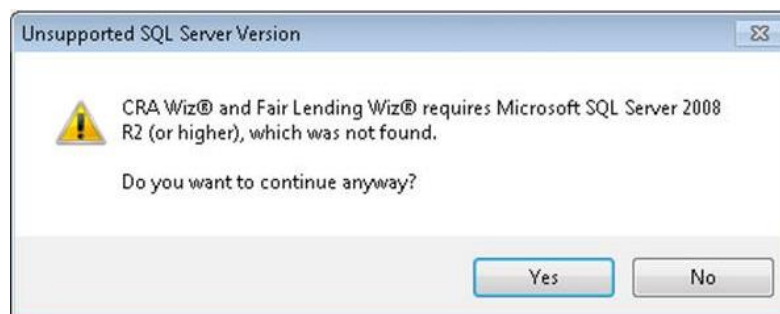 Unsupported SQL Server Version
CRA Wiz® and Fair Lending Wiz® requires Microsoft SQL Server 2008
R2 (or higher), which was not found.
Do you want to continue anyway?
Yes
No